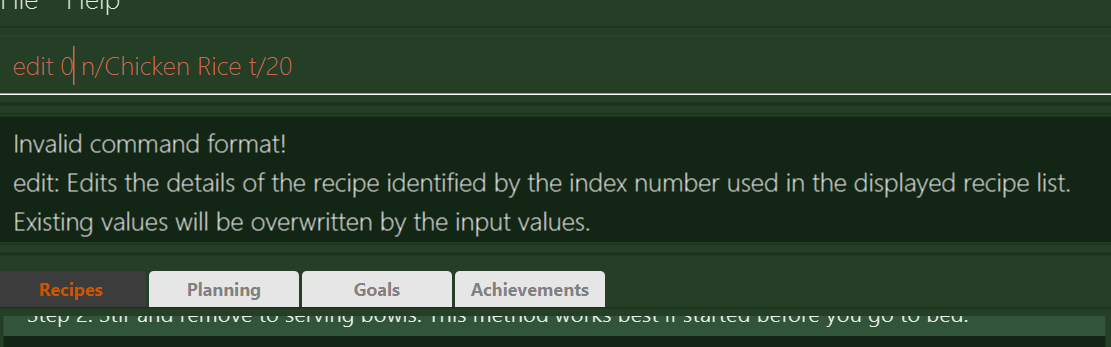 File Help
edit 0 n/Chicken Rice t/20
Invalid command format!
edit: Edits the details of the recipe identified by the index number used in the displayed recipe list.
Existing values will be overwritten by the input values.
Recipes Planning Goals Achievements
Step 2. Stir and remove to serving bowls. This method works best if started before you go to bed.